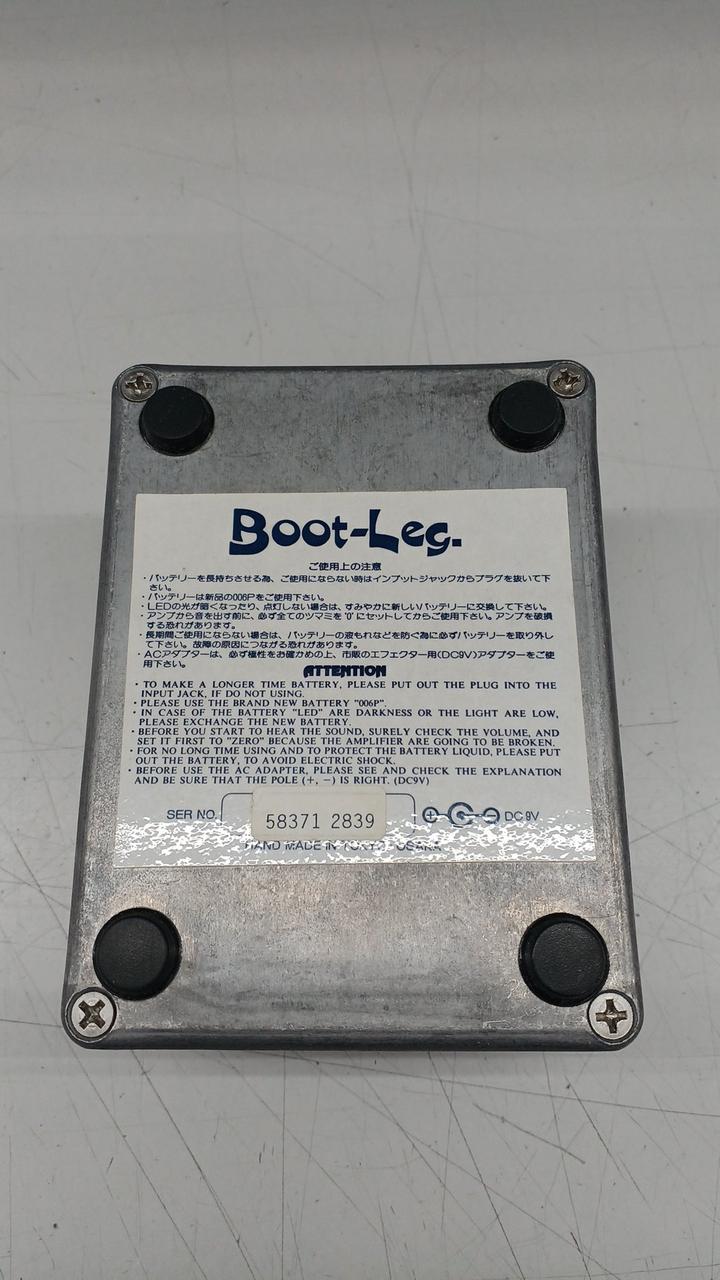 Boot-Leg.
ご使用上の注意
・バッテリーを長持ちさせる為、ご使用にならない時はインプットジャックからプラグを抜いて下
さい。
・バッテリーは新品の006Pをご使用下さい。
・LEDの光が暗くなったり、点灯しない場合は、すみやかに新しいバッテリーに交換して下さい。
・アンプから音を出す前に、必ず全てのツマミを'0'にセットしてからご使用下さい。アンプを破損
する恐れがあります。
・長期間ご使用にならない場合は、バッテリーの液もれなどを防ぐ為に必ずバッテリーを取り外し
て下さい。故障の原因につながる恐れがあります。
・ACアダプターは、必ず極性をお確かめの上、市販のエフェクター用(DC9V)アダプターをご使
用下さい。
ATTENTION
・TO MAKE A LONGER TIME BATTERY, PLEASE PUT OUT THE PLUG INTO THE
INPUT JACK, IF DO NOT USING.
・PLEASE USE THE BRAND NEW BATTERY "006P".
・IN CASE OF THE BATTERY "LED" ARE DARKNESS OR THE LIGHT ARE LOW,
PLEASE EXCHANGE THE NEW BATTERY.
・BEFORE YOU START TO HEAR THE SOUND, SURELY CHECK THE VOLUME, AND
SET IT FIRST TO "ZERO" BECAUSE THE AMPLIFIER ARE GOING TO BE BROKEN.
・FOR NO LONG TIME USING AND TO PROTECT THE BATTERY LIQUID, PLEASE PUT
OUT THE BATTERY, TO AVOID ELECTRIC SHOCK.
・BEFORE USE THE AC ADAPTER, PLEASE SEE AND CHECK THE EXPLANATION
AND BE SURE THAT THE POLE (+, −) IS RIGHT. (DC9V)
SER NO. 58371 2839 DC 9V
HAND MADE IN TOKYO OSAKA